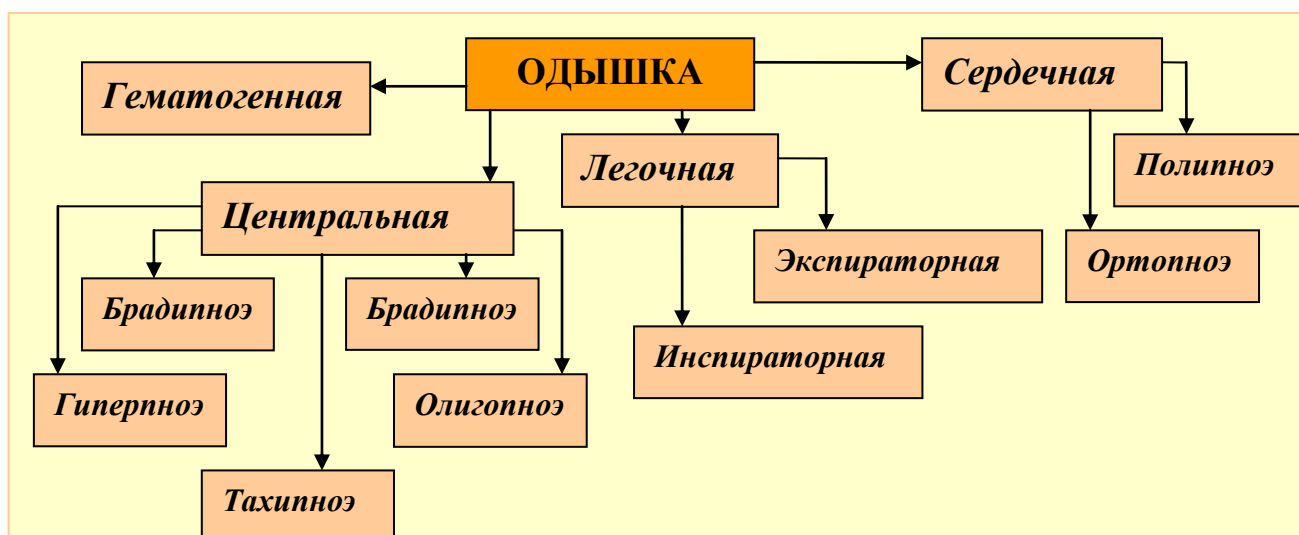 ОДЫШКА
Гематогенная
Сердечная
Легочная
Полипноэ
Центральная
Экспираторная
Ортопноэ
Брадипноэ
Брадипноэ
Инспираторная
Гиперпноэ
Олигопноэ
Тахипноэ